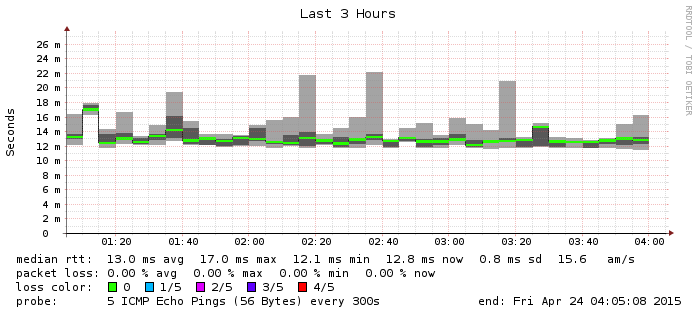 Last 3 Hours
RRDTOOL / TOBI OETIKER
Seconds
26 m
24 m
22 m
20 m
18 m
16 m
14 m
12 m
10 m
8 m
6 m
4 m
2 m
0
01:20 01:40 02:00 02:20 02:40 03:00 03:20 03:40 04:00
median rtt: 13.0 ms avg 17.0 ms max 12.1 ms min 12.8 ms now 0.8 ms sd 15.6 am/s
packet loss: 0.00 % avg 0.00 % max 0.00 % min 0.00 % now
loss color: 0 1/5 2/5 3/5 4/5
probe: 5 ICMP Echo Pings (56 Bytes) every 300s end: Fri Apr 24 04:05:08 2015